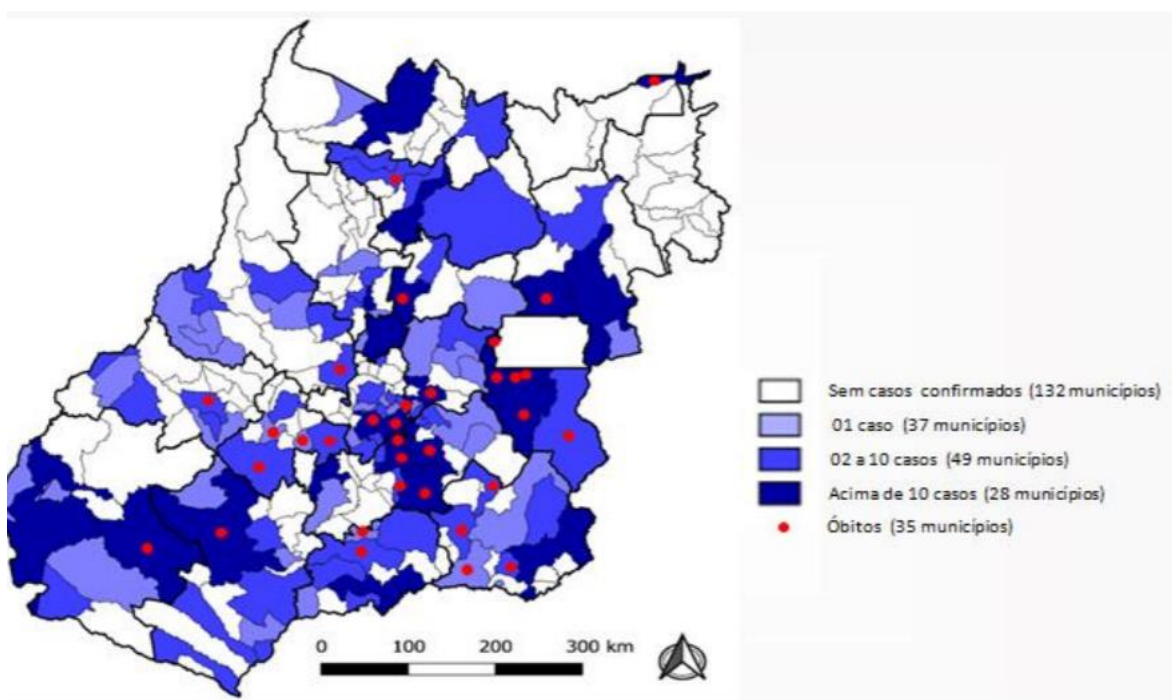 Sem casos confirmados (132 municípios)
01 caso (37 municípios)
02 a 10 casos (49 municípios)
Acima de 10 casos (28 municípios)
Óbitos (35 municípios)
0 100 200 300 km